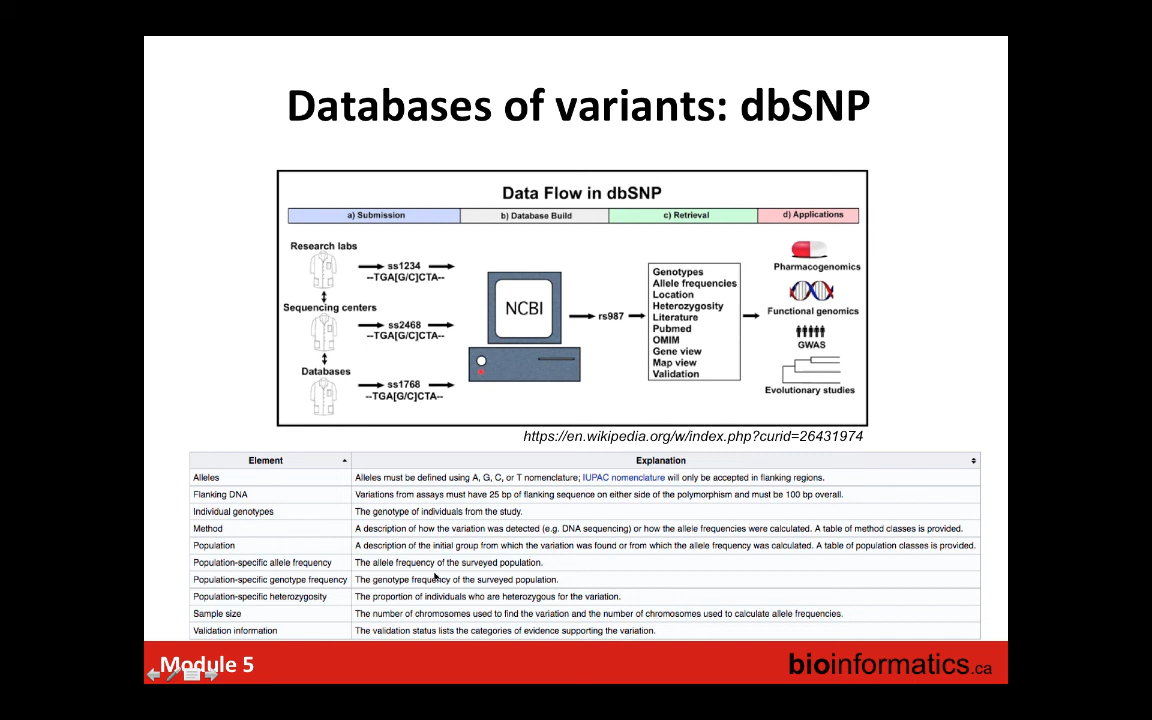 Databases of variants: dbSNP
Data Flow in dbSNP
a) Submission b) Database Build c) Retrieval d) Applications
Research labs
ss1234
--TGA[G/C]CTA--
Sequencing centers
ss2468
--TGA[G/C]CTA--
Databases
ss1768
--TGA[G/C]CTA--
NCBI
rs987
Genotypes
Allele frequencies
Location
Heterozygosity
Literature
Pubmed
OMIM
Gene view
Map view
Validation
Pharmacogenomics
Functional genomics
GWAS
Evolutionary studies
https://en.wikipedia.org/w/index.php?curid=26431974
Element Explanation
Alleles Alleles must be defined using A, G, C, or T nomenclature; IUPAC nomenclature will only be accepted in flanking regions.
Flanking DNA Variations from assays must have 25 bp of flanking sequence on either side of the polymorphism and must be 100 bp overall.
Individual genotypes The genotype of individuals from the study.
Method A description of how the variation was detected (e.g. DNA sequencing) or how the allele frequencies were calculated. A table of method classes is provided.
Population A description of the initial group from which the variation was found or from which the allele frequency was calculated. A table of population classes is provided.
Population-specific allele frequency The allele frequency of the surveyed population.
Population-specific genotype frequency The genotype frequency of the surveyed population.
Population-specific heterozygosity The proportion of individuals who are heterozygous for the variation.
Sample size The number of chromosomes used to find the variation and the number of chromosomes used to calculate allele frequencies.
Validation information The validation status lists the categories of evidence supporting the variation.
Module 5
bioinformatics.ca